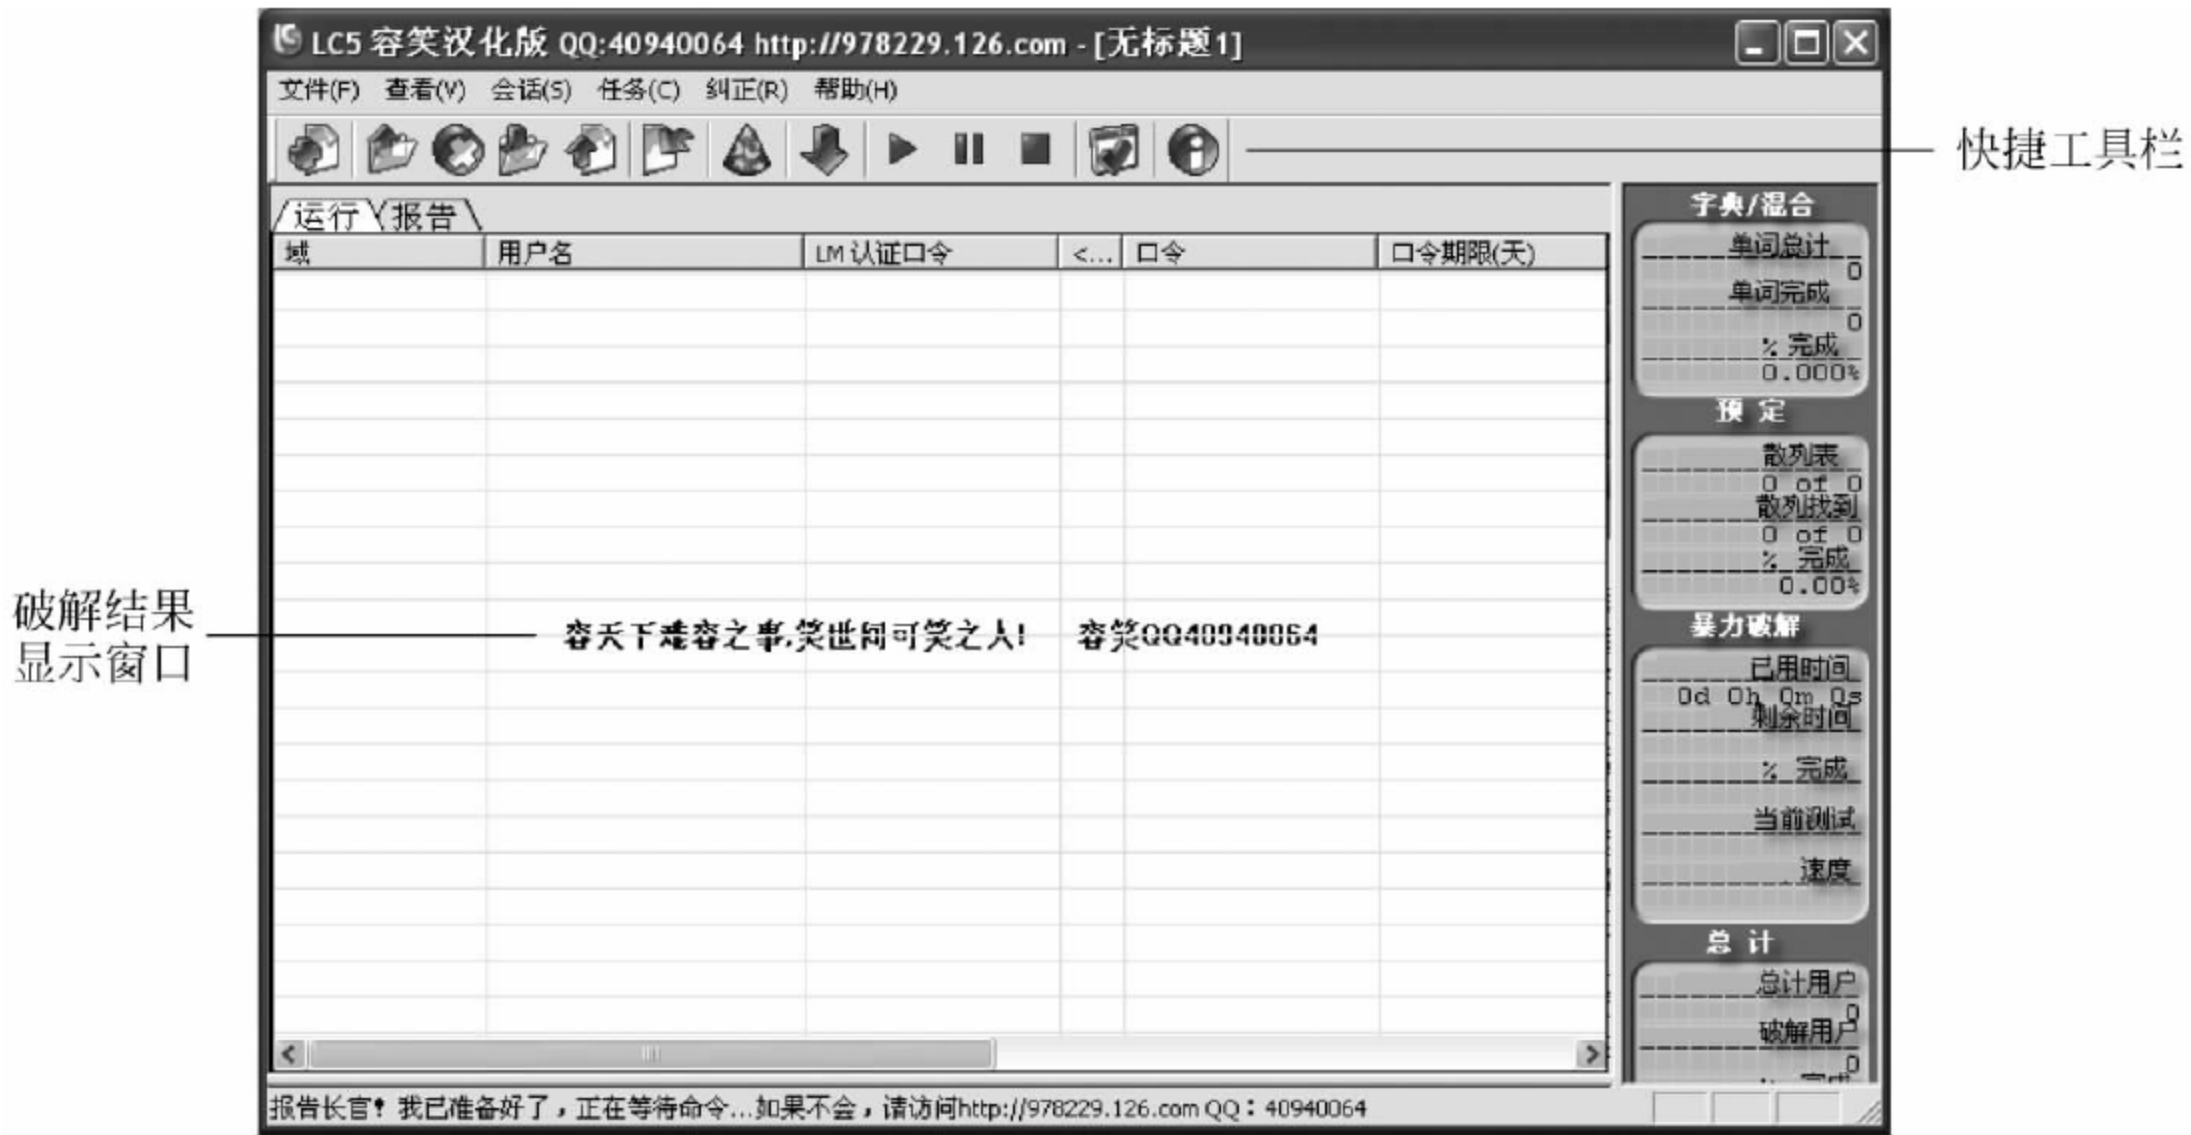 LC5 容笑汉化版 QQ:40940064 http://978229.126.com - [无标题1]
文件(F) 查看(V) 会话(S) 任务(C) 纠正(R) 帮助(H)
快捷工具栏
运行 报告
域 用户名 LM 认证口令 <... 口令 口令期限(天)
字典/混合
单词总计
0
单词完成
0
% 完成
0.000%
预 定
散列表
0 of 0
散列找到
0 of 0
% 完成
0.00%
暴力破解
已用时间
0d 0h 0m 0s
剩余时间
% 完成
当前测试
速度
总 计
总计用户
0
破解用户
0
% 完成
破解结果
显示窗口
容天下难容之事,笑世间可笑之人! 容笑QQ40940064
报告长官! 我已准备好了,正在等待命令...如果不会,请访问http://978229.126.com QQ:40940064